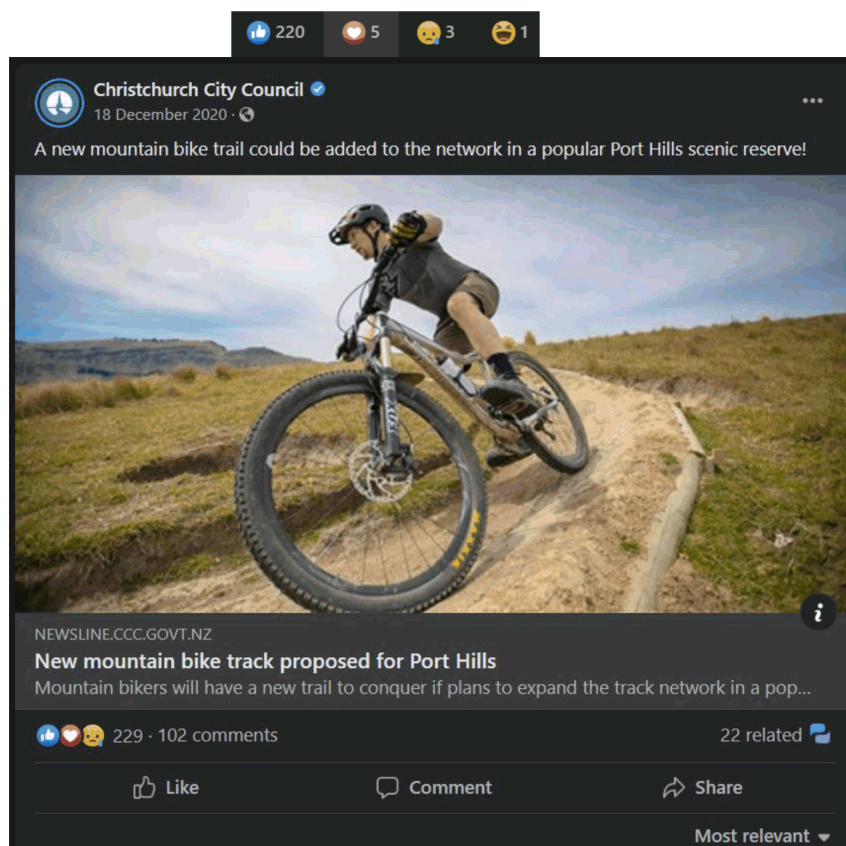 220 5 3 1
Christchurch City Council
18 December 2020 ·
A new mountain bike trail could be added to the network in a popular Port Hills scenic reserve!
MAXXIS
NEWSLINE.CCC.GOVT.NZ
New mountain bike track proposed for Port Hills
Mountain bikers will have a new trail to conquer if plans to expand the track network in a pop...
229 · 102 comments
22 related
Like
Comment
Share
Most relevant